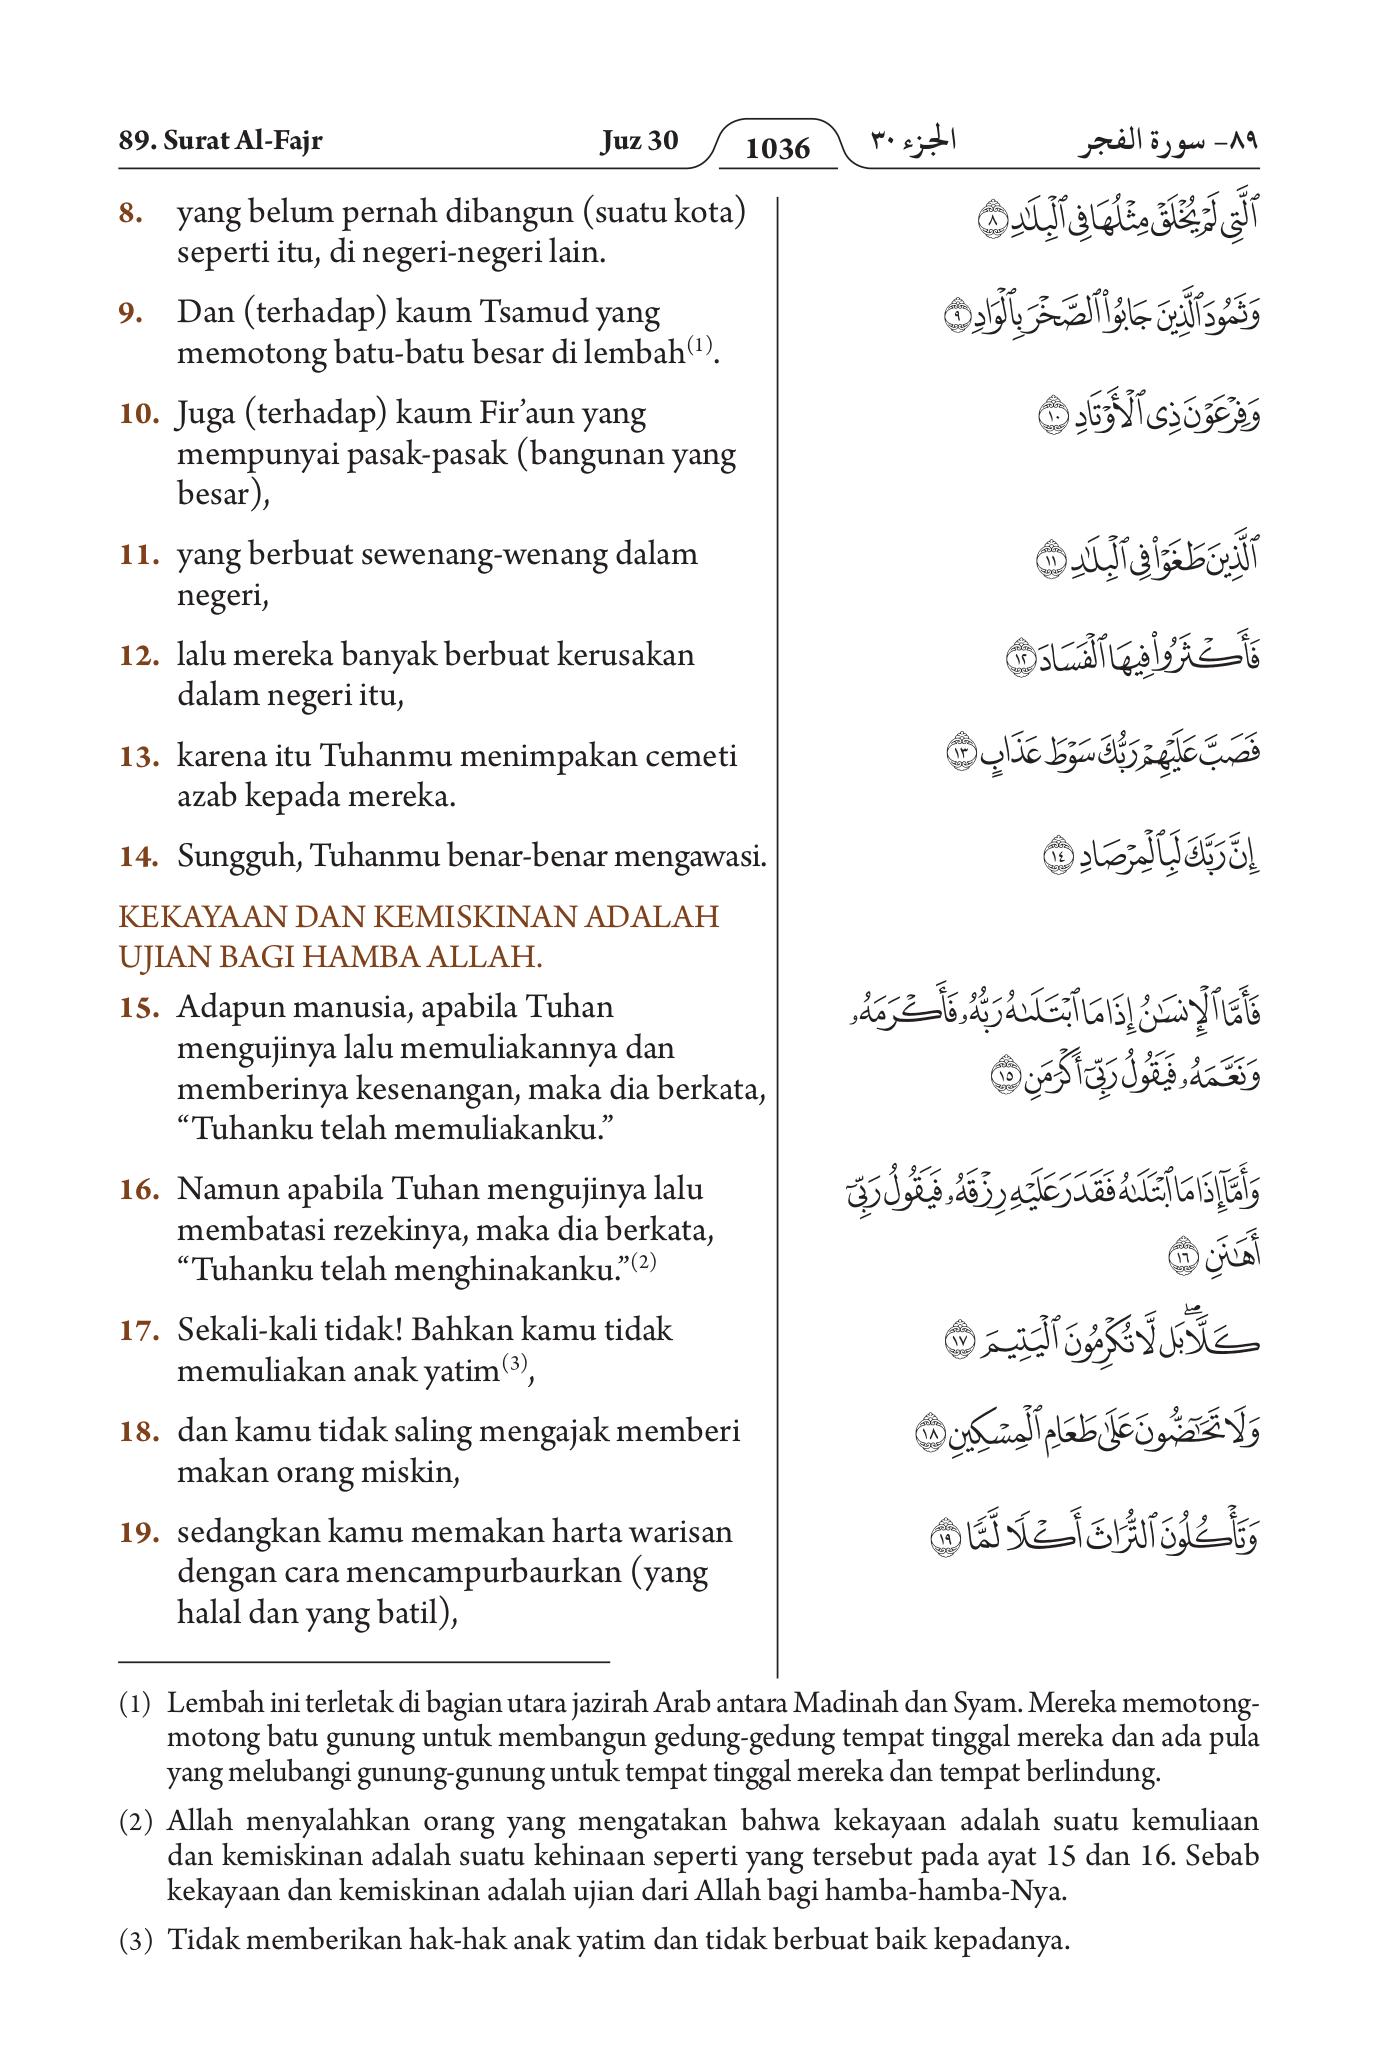 89. Surat Al-Fajr Juz 30 1036 الجزء ٣٠ ٨٩- سورة الفجر
8. yang belum pernah dibangun (suatu kota)
seperti itu, di negeri-negeri lain.
ٱلَّتِي لَمۡ يُخۡلَقۡ مِثۡلُهَا فِي ٱلۡبِلَٰدِ ٨
9. Dan (terhadap) kaum Tsamud yang
memotong batu-batu besar di lembah(1).
وَثَمُودَ ٱلَّذِينَ جَابُواْ ٱلصَّخۡرَ بِٱلۡوَادِ ٩
10. Juga (terhadap) kaum Fir’aun yang
mempunyai pasak-pasak (bangunan yang
besar),
وَفِرۡعَوۡنَ ذِي ٱلۡأَوۡتَادِ ١٠
11. yang berbuat sewenang-wenang dalam
negeri,
ٱلَّذِينَ طَغَوۡاْ فِي ٱلۡبِلَٰدِ ١١
12. lalu mereka banyak berbuat kerusakan
dalam negeri itu,
فَأَكۡثَرُواْ فِيهَا ٱلۡفَسَادَ ١٢
13. karena itu Tuhanmu menimpakan cemeti
azab kepada mereka.
فَصَبَّ عَلَيۡهِمۡ رَبُّكَ سَوۡطَ عَذَابٍ ١٣
14. Sungguh, Tuhanmu benar-benar mengawasi.
إِنَّ رَبَّكَ لَبِٱلۡمِرۡصَادِ ١٤
KEKAYAAN DAN KEMISKINAN ADALAH
UJIAN BAGI HAMBA ALLAH.
15. Adapun manusia, apabila Tuhan
mengujinya lalu memuliakannya dan
memberinya kesenangan, maka dia berkata,
“Tuhanku telah memuliakanku.”
فَأَمَّا ٱلۡإِنسَٰنُ إِذَا مَا ٱبۡتَلَىٰهُ رَبُّهُۥ فَأَكۡرَمَهُۥ
وَنَعَّمَهُۥ فَيَقُولُ رَبِّيٓ أَكۡرَمَنِ ١٥
16. Namun apabila Tuhan mengujinya lalu
membatasi rezekinya, maka dia berkata,
“Tuhanku telah menghinakanku.”(2)
وَأَمَّآ إِذَا مَا ٱبۡتَلَىٰهُ فَقَدَرَ عَلَيۡهِ رِزۡقَهُۥ فَيَقُولُ رَبِّيٓ
أَهَٰنَنِ ١٦
17. Sekali-kali tidak! Bahkan kamu tidak
memuliakan anak yatim(3),
كَلَّاۖ بَل لَّا تُكۡرِمُونَ ٱلۡيَتِيمَ ١٧
18. dan kamu tidak saling mengajak memberi
makan orang miskin,
وَلَا تَحَٰٓضُّونَ عَلَىٰ طَعَامِ ٱلۡمِسۡكِينِ ١٨
19. sedangkan kamu memakan harta warisan
dengan cara mencampurbaurkan (yang
halal dan yang batil),
وَتَأۡكُلُونَ ٱلتُّرَاثَ أَكۡلٗا لَّمّٗا ١٩
(1) Lembah ini terletak di bagian utara jazirah Arab antara Madinah dan Syam. Mereka memotong-
motong batu gunung untuk membangun gedung-gedung tempat tinggal mereka dan ada pula
yang melubangi gunung-gunung untuk tempat tinggal mereka dan tempat berlindung.
(2) Allah menyalahkan orang yang mengatakan bahwa kekayaan adalah suatu kemuliaan
dan kemiskinan adalah suatu kehinaan seperti yang tersebut pada ayat 15 dan 16. Sebab
kekayaan dan kemiskinan adalah ujian dari Allah bagi hamba-hamba-Nya.
(3) Tidak memberikan hak-hak anak yatim dan tidak berbuat baik kepadanya.